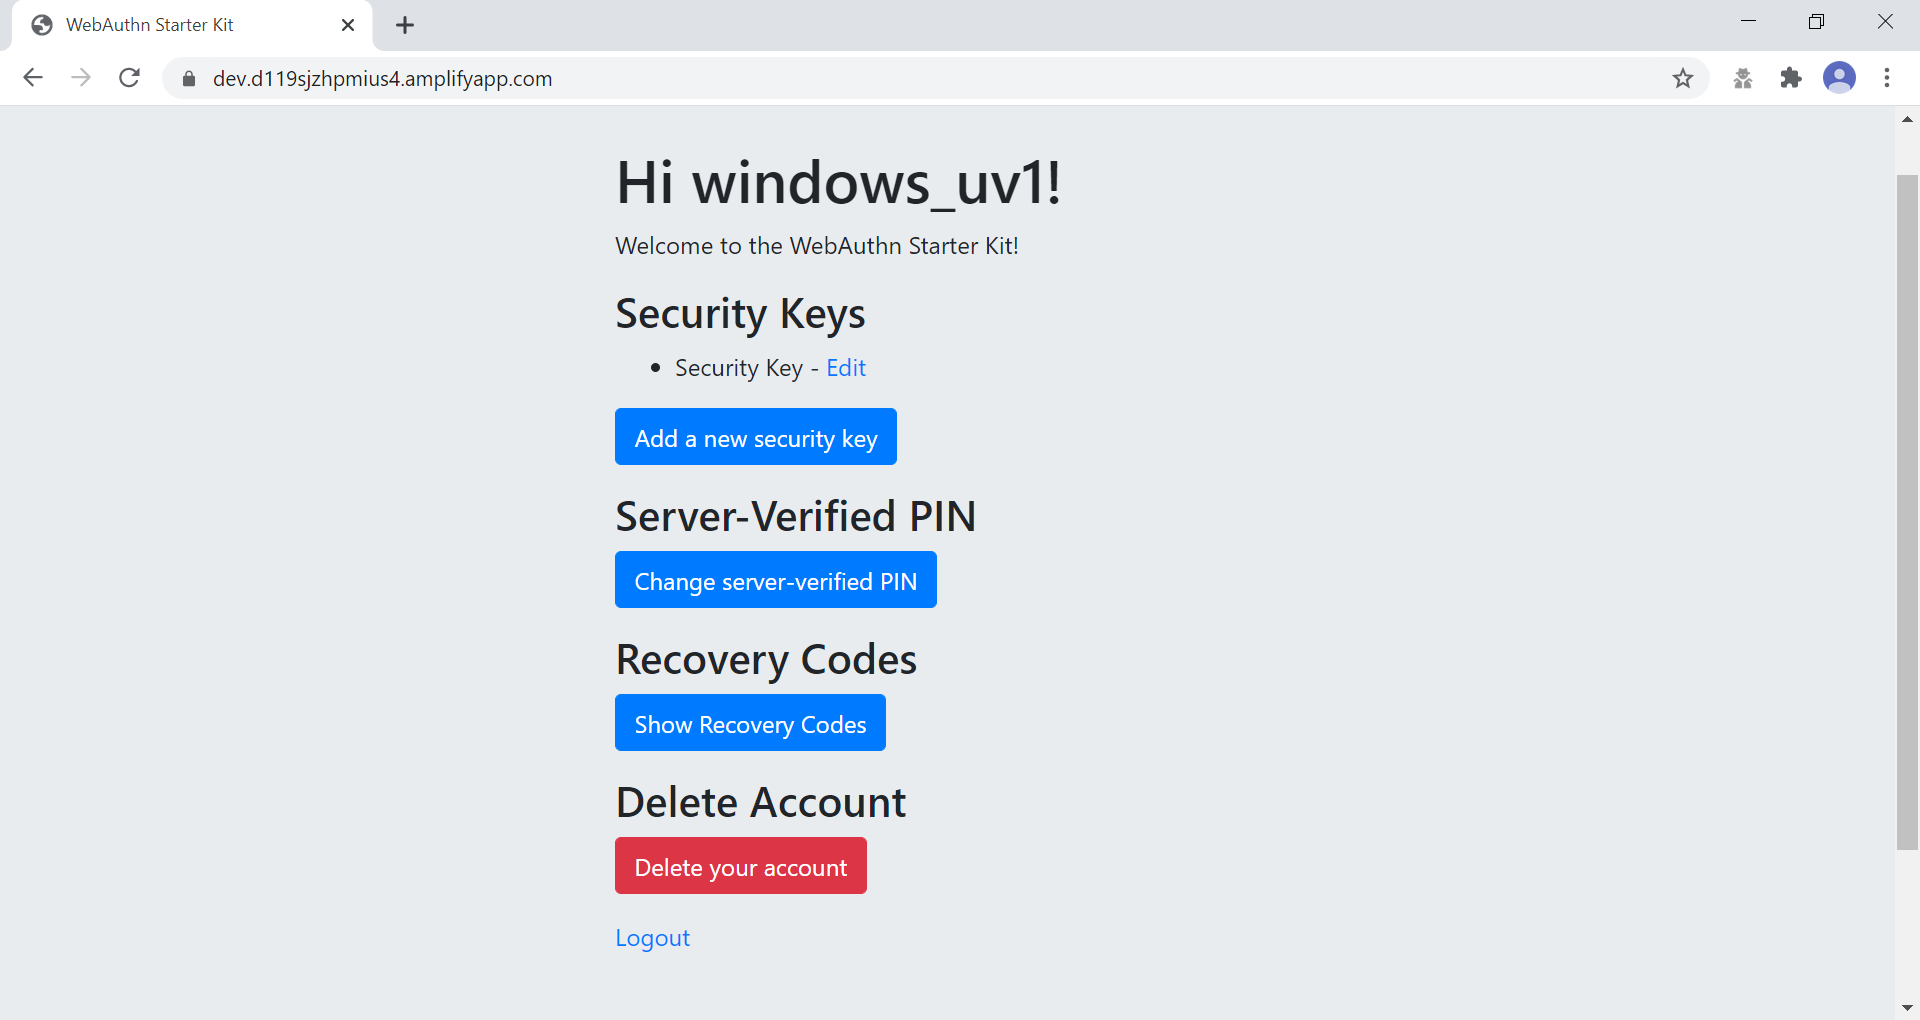 WebAuthn Starter Kit
dev.d119sjzhpmius4.amplifyapp.com
Hi windows_uv1!
Welcome to the WebAuthn Starter Kit!
Security Keys
Security Key - Edit
Add a new security key
Server-Verified PIN
Change server-verified PIN
Recovery Codes
Show Recovery Codes
Delete Account
Delete your account
Logout